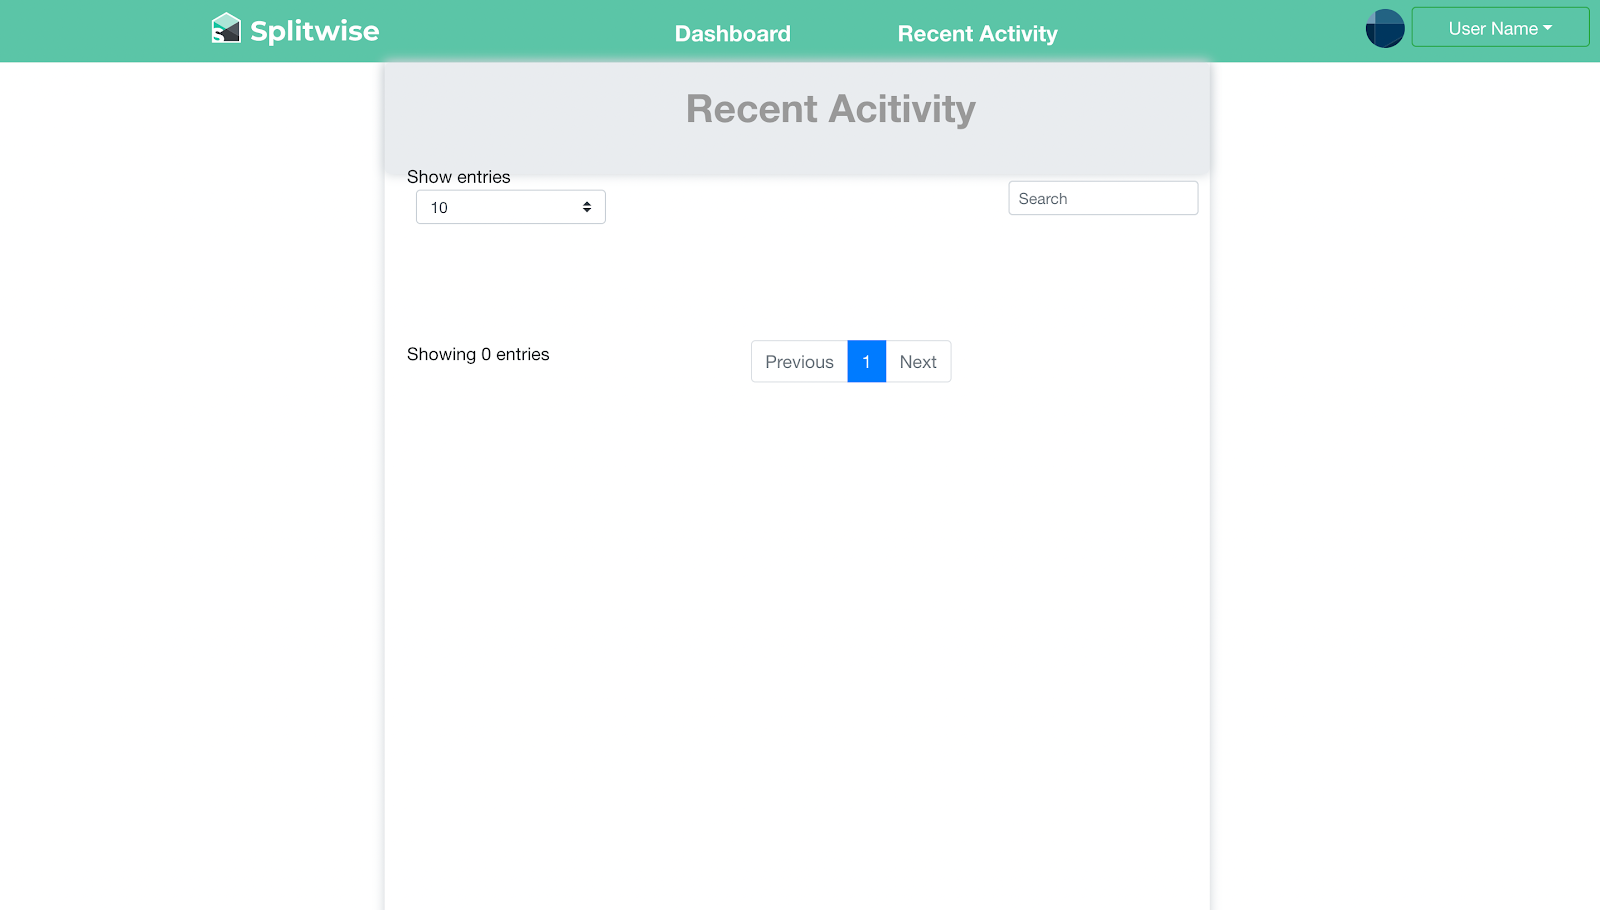 Splitwise
Dashboard
Recent Activity
User Name
Recent Acitivity
Show entries
10
Search
Showing 0 entries
Previous 1 Next